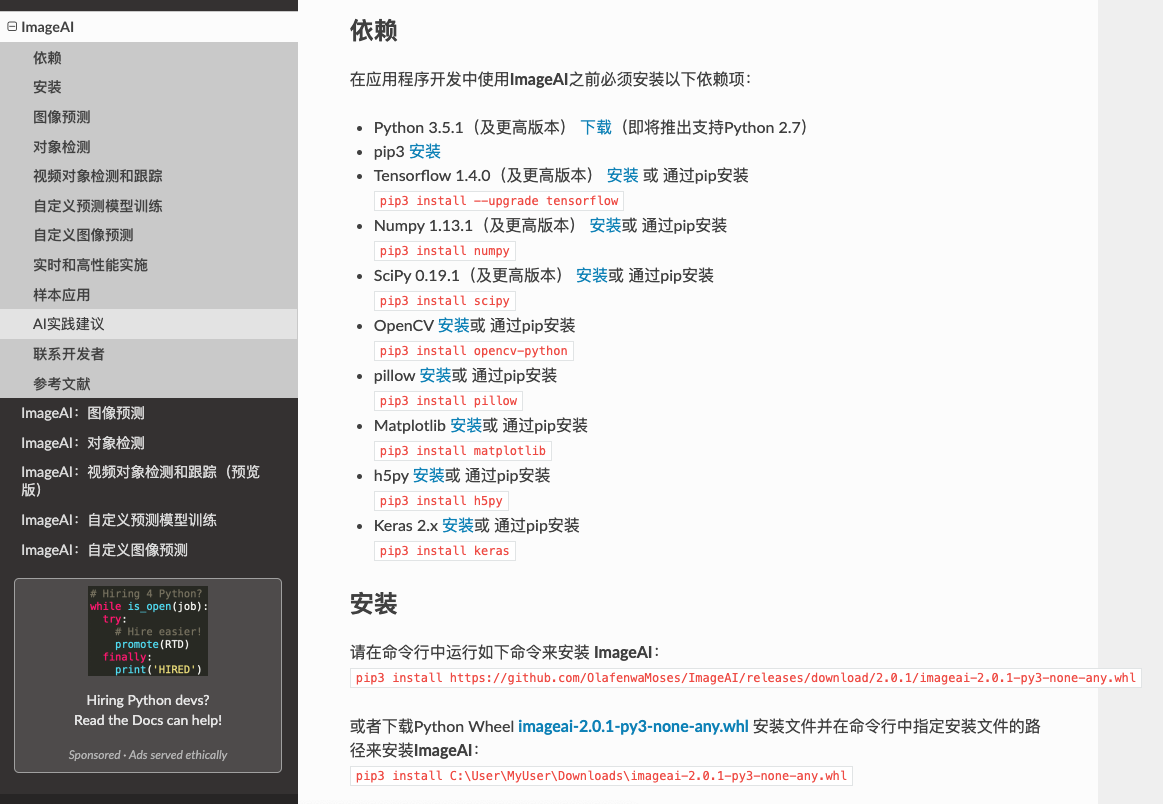 ImageAI
依赖
安装
图像预测
对象检测
视频对象检测和跟踪
自定义预测模型训练
自定义图像预测
实时和高性能实施
样本应用
AI实践建议
联系开发者
参考文献
ImageAI：图像预测
ImageAI：对象检测
ImageAI：视频对象检测和跟踪（预览
版）
ImageAI：自定义预测模型训练
ImageAI：自定义图像预测
# Hiring 4 Python?
while is_open(job):
try:
# Hire easier!
promote(RTD)
finally:
print('HIRED')
Hiring Python devs?
Read the Docs can help!
Sponsored · Ads served ethically
依赖
在应用程序开发中使用ImageAI之前必须安装以下依赖项：
Python 3.5.1（及更高版本） 下载（即将推出支持Python 2.7）
pip3 安装
Tensorflow 1.4.0（及更高版本） 安装 或 通过pip安装
pip3 install --upgrade tensorflow
Numpy 1.13.1（及更高版本） 安装或 通过pip安装
pip3 install numpy
SciPy 0.19.1（及更高版本） 安装或 通过pip安装
pip3 install scipy
OpenCV 安装或 通过pip安装
pip3 install opencv-python
pillow 安装或 通过pip安装
pip3 install pillow
Matplotlib 安装或 通过pip安装
pip3 install matplotlib
h5py 安装或 通过pip安装
pip3 install h5py
Keras 2.x 安装或 通过pip安装
pip3 install keras
安装
请在命令行中运行如下命令来安装 ImageAI：
pip3 install https://github.com/OlafenwaMoses/ImageAI/releases/download/2.0.1/imageai-2.0.1-py3-none-any.whl
或者下载Python Wheel imageai-2.0.1-py3-none-any.whl 安装文件并在命令行中指定安装文件的路
径来安装ImageAI：
pip3 install C:\User\MyUser\Downloads\imageai-2.0.1-py3-none-any.whl